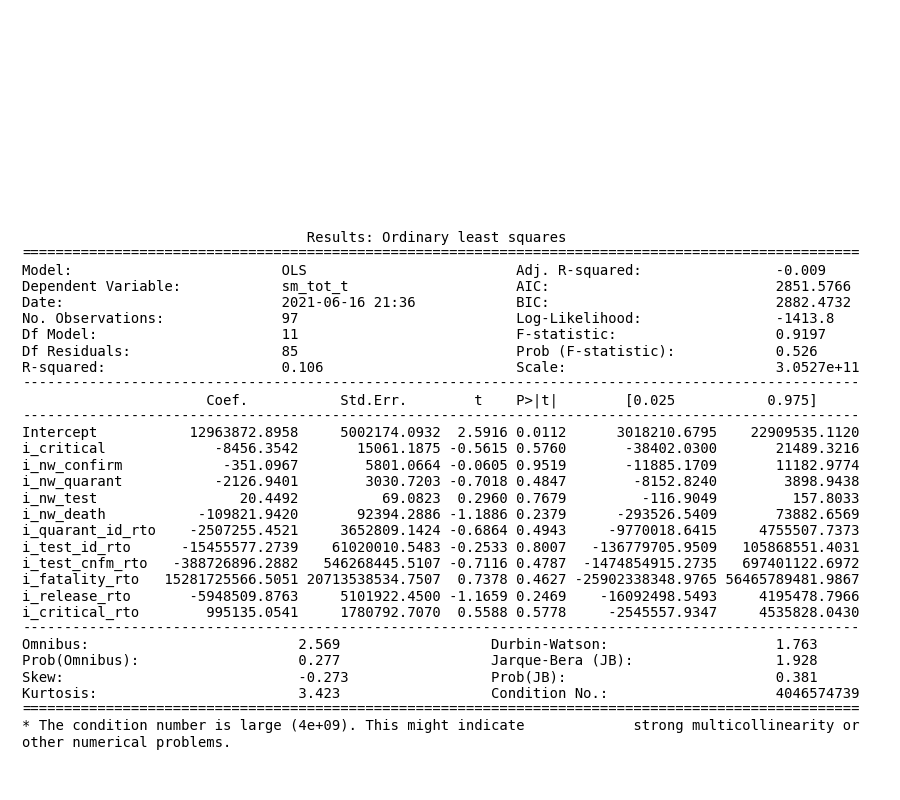 Results: Ordinary least squares
====================================================================================================
Model: OLS Adj. R-squared: -0.009
Dependent Variable: sm_tot_t AIC: 2851.5766
Date: 2021-06-16 21:36 BIC: 2882.4732
No. Observations: 97 Log-Likelihood: -1413.8
Df Model: 11 F-statistic: 0.9197
Df Residuals: 85 Prob (F-statistic): 0.526
R-squared: 0.106 Scale: 3.0527e+11
----------------------------------------------------------------------------------------------------
Coef. Std.Err. t P>|t| [0.025 0.975]
----------------------------------------------------------------------------------------------------
Intercept 12963872.8958 5002174.0932 2.5916 0.0112 3018210.6795 22909535.1120
i_critical -8456.3542 15061.1875 -0.5615 0.5760 -38402.0300 21489.3216
i_nw_confirm -351.0967 5801.0664 -0.0605 0.9519 -11885.1709 11182.9774
i_nw_quarant -2126.9401 3030.7203 -0.7018 0.4847 -8152.8240 3898.9438
i_nw_test 20.4492 69.0823 0.2960 0.7679 -116.9049 157.8033
i_nw_death -109821.9420 92394.2886 -1.1886 0.2379 -293526.5409 73882.6569
i_quarant_id_rto -2507255.4521 3652809.1424 -0.6864 0.4943 -9770018.6415 4755507.7373
i_test_id_rto -15455577.2739 61020010.5483 -0.2533 0.8007 -136779705.9509 105868551.4031
i_test_cnfm_rto -388726896.2882 546268445.5107 -0.7116 0.4787 -1474854915.2735 697401122.6972
i_fatality_rto 15281725566.5051 20713538534.7507 0.7378 0.4627 -25902338348.9765 56465789481.9867
i_release_rto -5948509.8763 5101922.4500 -1.1659 0.2469 -16092498.5493 4195478.7966
i_critical_rto 995135.0541 1780792.7070 0.5588 0.5778 -2545557.9347 4535828.0430
----------------------------------------------------------------------------------------------------
Omnibus: 2.569 Durbin-Watson: 1.763
Prob(Omnibus): 0.277 Jarque-Bera (JB): 1.928
Skew: -0.273 Prob(JB): 0.381
Kurtosis: 3.423 Condition No.: 4046574739
====================================================================================================
* The condition number is large (4e+09). This might indicate strong multicollinearity or
other numerical problems.